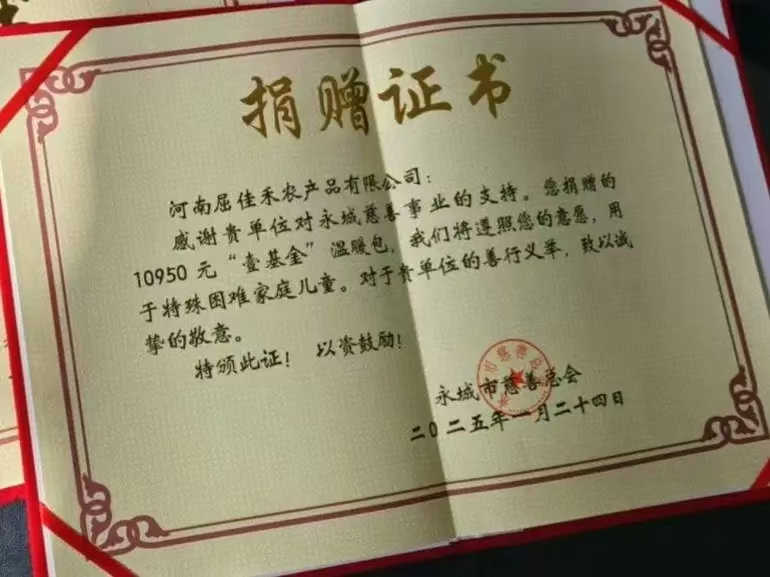 捐赠证书
河南屈佳禾农产品有限公司：
感谢贵单位对永城慈善事业的支持。您捐赠的
10950 元“壹基金”温暖包，我们将遵照您的意愿，用
于特殊困难家庭儿童。对于贵单位的善行义举，致以诚
挚的敬意。
特颁此证！ 以资鼓励！
永城市慈善总会
二〇二五年一月二十四日